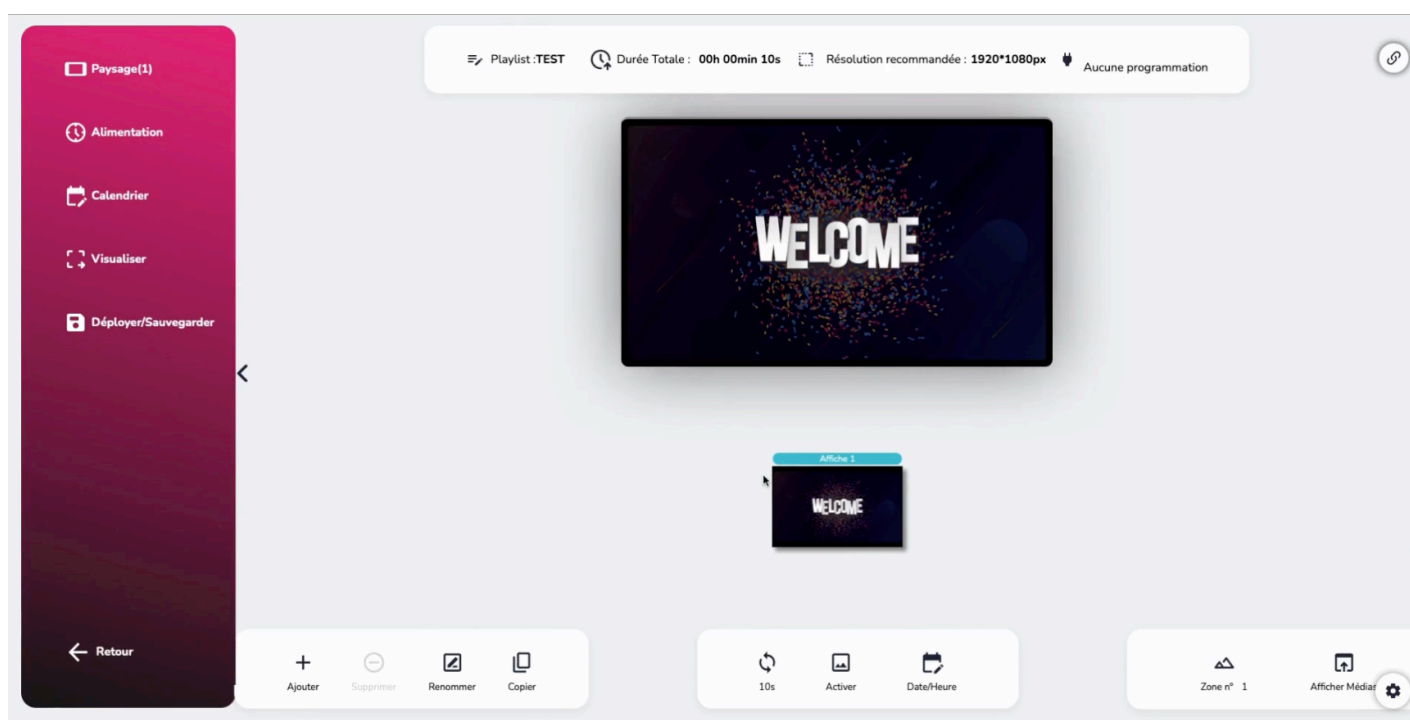 Paysage(1)
Alimentation
Calendrier
Visualiser
Déployer/Sauvegarder
Retour
Playlist :TEST
Durée Totale : 00h 00min 10s
Résolution recommandée : 1920*1080px
Aucune programmation
WELCOME
Affiche 1
WELCOME
Ajouter
Supprimer
Renommer
Copier
10s
Activer
Date/Heure
Zone n° 1
Afficher Médias